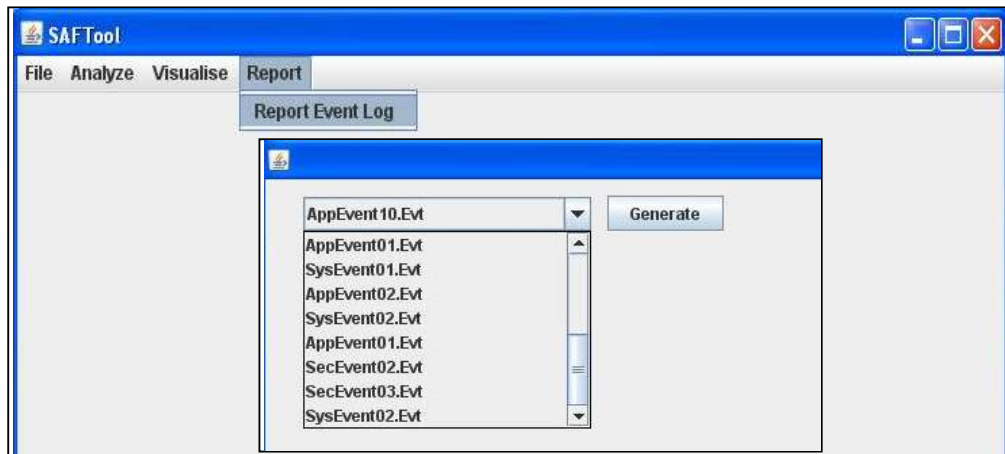 SAFTool
File Analyze Visualise Report
Report Event Log
AppEvent10.Evt Generate
AppEvent01.Evt
SysEvent01.Evt
AppEvent02.Evt
SysEvent02.Evt
AppEvent01.Evt
SecEvent02.Evt
SecEvent03.Evt
SysEvent02.Evt